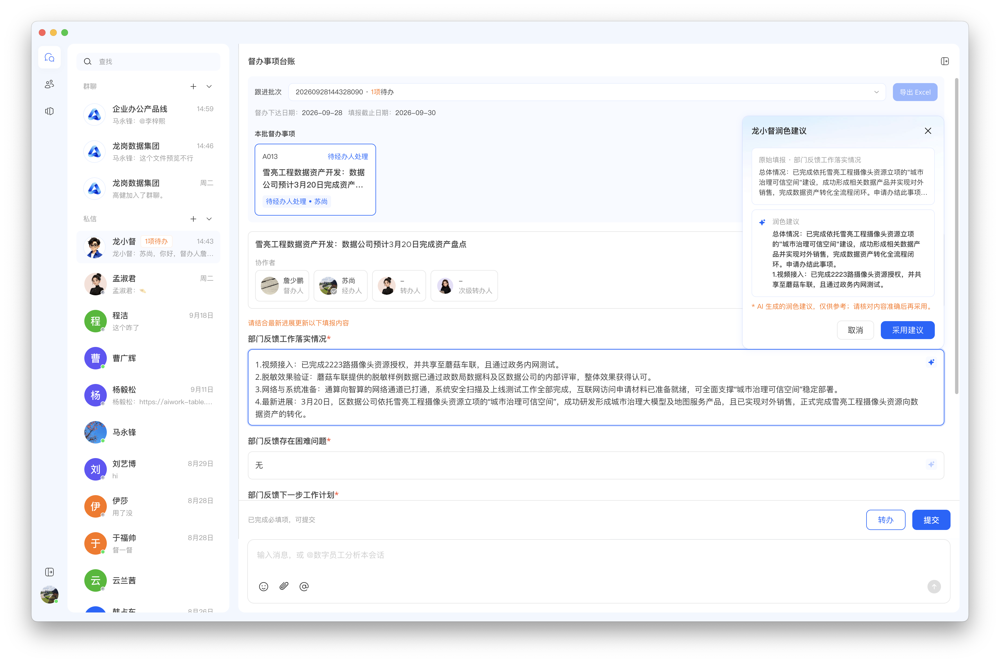 查找
群聊
企业办公产品线 14:59
马永锋：@李梓熙
龙岗数据集团 14:46
马永锋：这个文件预览不行
龙岗数据集团 周二
高健加入了群聊。
私信
龙小督 1项待办 14:43
龙小督：苏尚，你好，督办人詹…
孟淑君 周二
孟淑君：
程
程洁 9月18日
这个咋了
曹
曹广辉
杨
杨毅松 9月11日
杨毅松：https://aiwork-table....
马永锋
刘
刘艺博 8月29日
hi
伊
伊莎 8月28日
用了没
于
于福帅 8月28日
督一督
云
云兰茜
韩占东 8月26日
督办事项台账
跟进批次 20260928144328090 · 1项待办 导出 Excel
督办下达日期：2026-09-28 填报截止日期：2026-09-30
本批督办事项
A013 待经办人处理
雪亮工程数据资产开发：数据
公司预计3月20日完成资产...
待经办人处理 • 苏尚
雪亮工程数据资产开发：数据公司预计3月20日完成资产盘点
协作者
詹少鹏
督办人
苏尚
经办人
–
转办人
–
次级转办人
龙小督润色建议
原始填报 · 部门反馈工作落实情况
总体情况：已完成依托雪亮工程摄像头资源立项的"城市
治理可信空间"建设，成功形成相关数据产品并实现对外
销售，完成数据资产转化全流程闭环。申请办结此事项...
润色建议
总体情况：已完成依托雪亮工程摄像头资源立项
的"城市治理可信空间"建设，成功形成相关数据产
品并实现对外销售，完成数据资产转化全流程闭
环。申请办结此事项。
1.视频接入：已完成2223路摄像头资源授权，并共
享至蘑菇车联，且通过政务内网测试。
* AI 生成的润色建议，仅供参考；请核对内容准确后再采用。
取消 采用建议
请结合最新进展更新以下填报内容
部门反馈工作落实情况*
1.视频接入：已完成2223路摄像头资源授权，并共享至蘑菇车联，且通过政务内网测试。
2.脱敏效果验证：蘑菇车联提供的脱敏样例数据已通过政数局数据科及区数据公司的内部评审，整体效果获得认可。
3.网络与系统准备：通算向智算的网络通道已打通，系统安全扫描及上线测试工作全部完成，互联网访问申请材料已准备就绪，可全面支撑“城市治理可信空间”稳定部署。
4.最新进展：3月20日，区数据公司依托雪亮工程摄像头资源立项的“城市治理可信空间”，成功研发形成城市治理大模型及地图服务产品，且已实现对外销售，正式完成雪亮工程摄像头资源向数
据资产的转化。
部门反馈存在困难问题*
无
部门反馈下一步工作计划*
已完成必填项，可提交 转办 提交
输入消息，或 @数字员工分析本会话